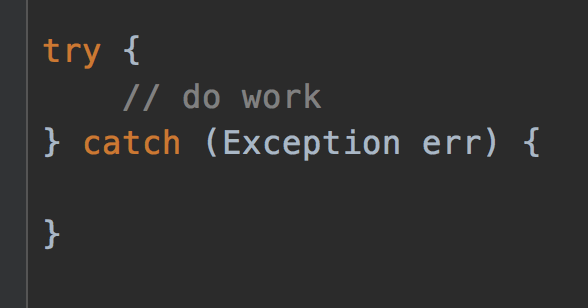 try {
    // do work
} catch (Exception err) {
}